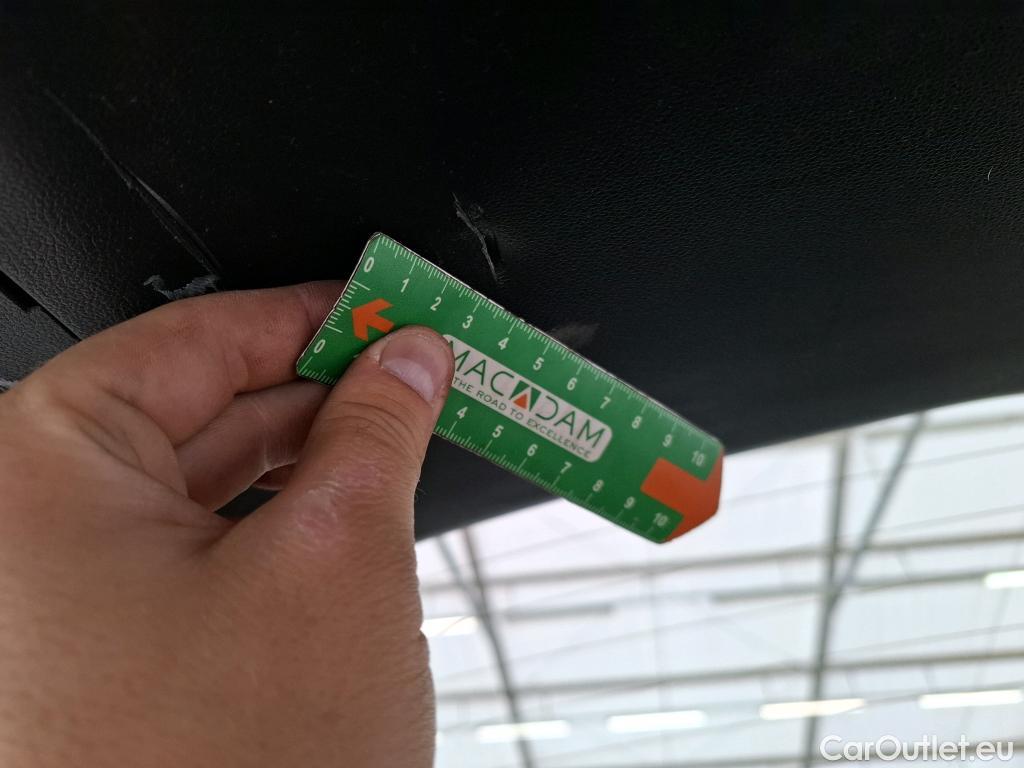 0 1 2 3 4 5 6 7 8 9 10
MACADAM
THE ROAD TO EXCELLENCE
0 4 5 6 7 8 9 10
CarOutlet.eu